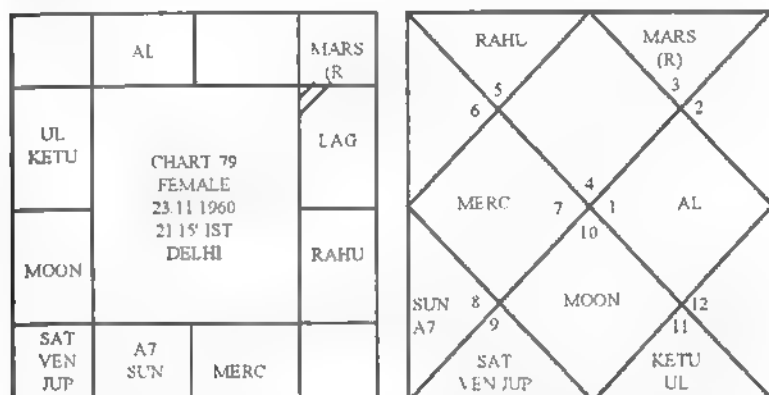 AL
MARS
(R
UL
KETU
CHART 79
FEMALE
23.11 1960
21 15' IST
DELHI
LAG
MOON
RAHU
SAT
VEN
JUP
A7
SUN
MERC
RAHU
MARS
(R)
5
3
6
2
4
MERC
7
1
AL
10
SUN
A7
8
MOON
12
9
11
SAT
VEN JUP
KETU
UL